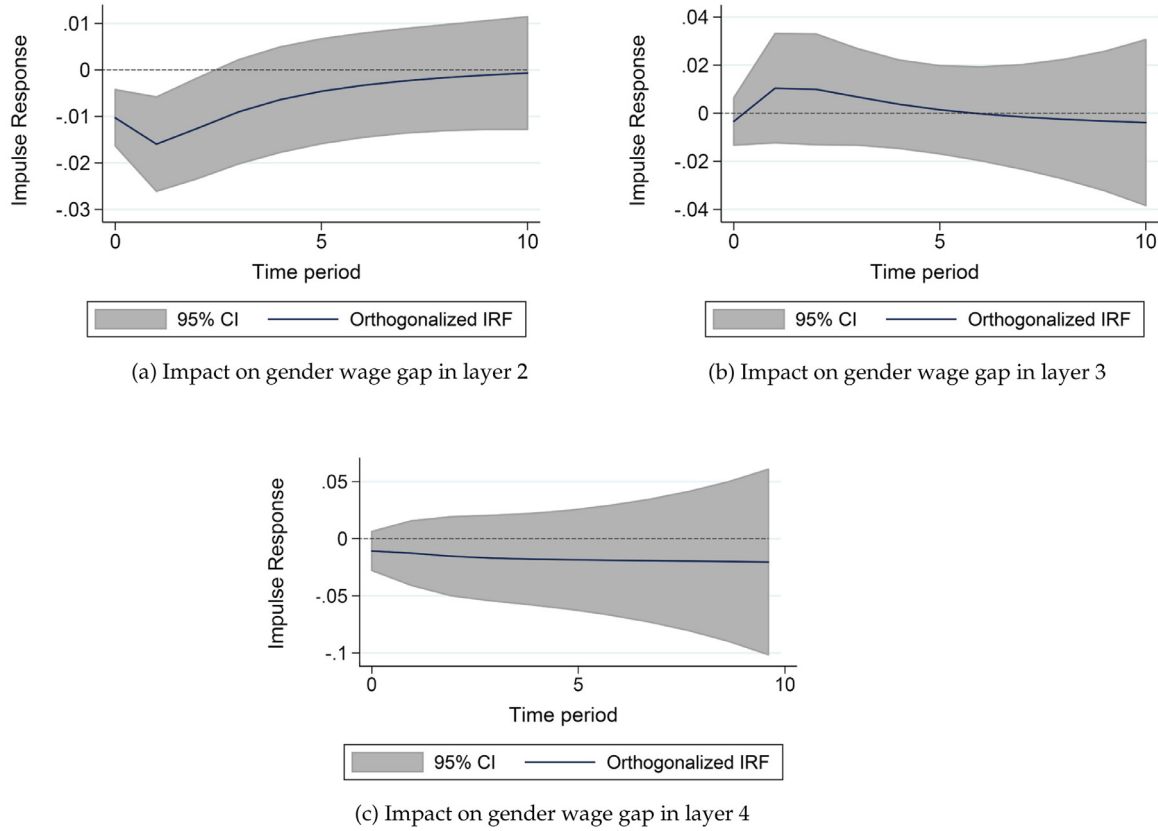 .01
0
-.01
-.02
-.03
Impulse Response
0 5 10
Time period
95% CI Orthogonalized IRF
(a) Impact on gender wage gap in layer 2
.04
.02
0
-.02
-.04
Impulse Response
0 5 10
Time period
95% CI Orthogonalized IRF
(b) Impact on gender wage gap in layer 3
.05
0
-.05
-.1
Impulse Response
0 5 10
Time period
95% CI Orthogonalized IRF
(c) Impact on gender wage gap in layer 4